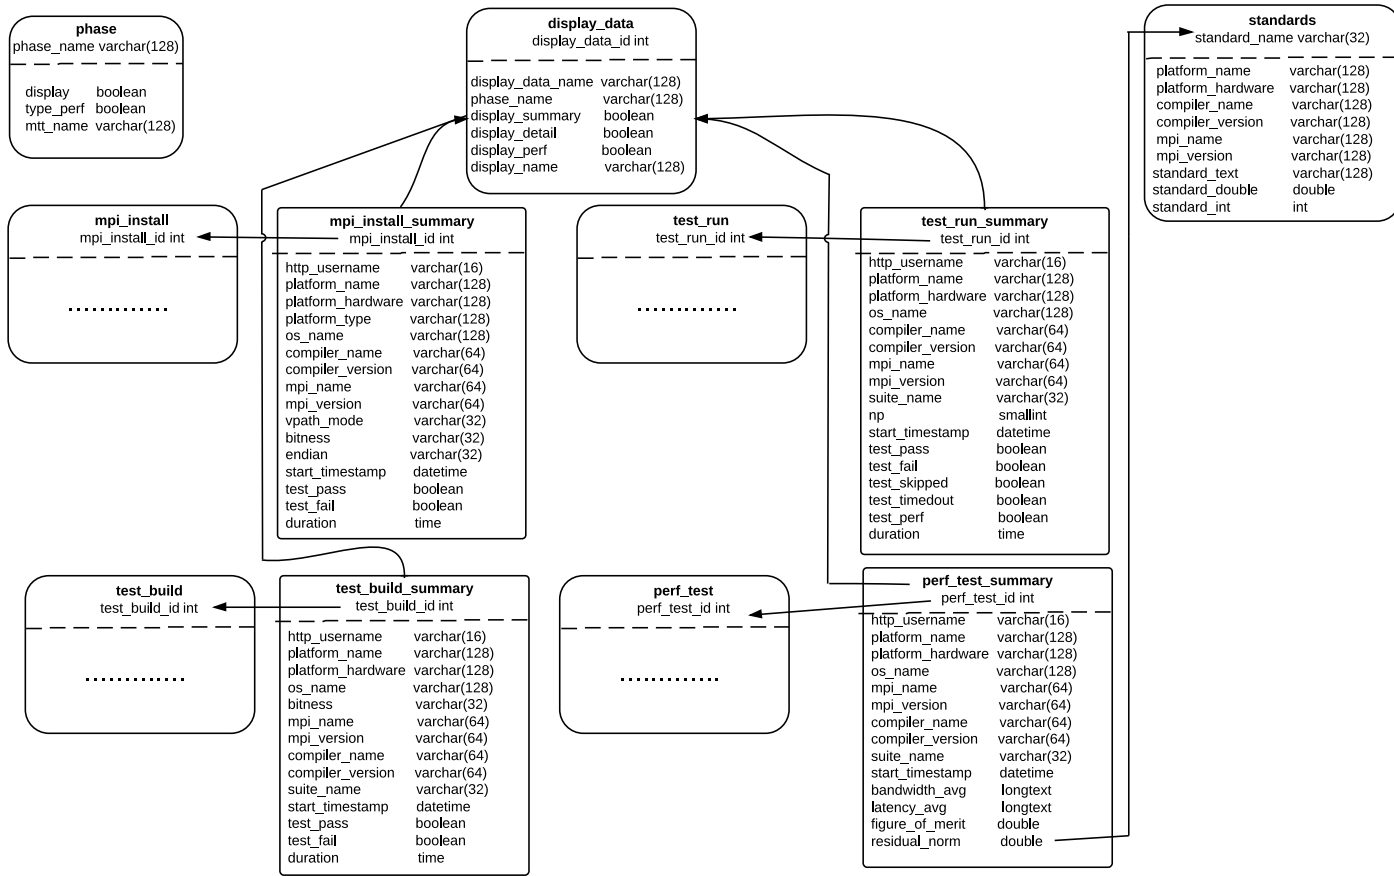 phase
phase_name varchar(128)
display boolean
type_perf boolean
mtt_name varchar(128)
display_data
display_data_id int
display_data_name varchar(128)
phase_name varchar(128)
display_summary boolean
display_detail boolean
display_perf boolean
display_name varchar(128)
standards
standard_name varchar(32)
platform_name varchar(128)
platform_hardware varchar(128)
compiler_name varchar(128)
compiler_version varchar(128)
mpi_name varchar(128)
mpi_version varchar(128)
standard_text varchar(128)
standard_double double
standard_int int
mpi_install
mpi_install_id int
.............
mpi_install_summary
mpi_install_id int
http_username varchar(16)
platform_name varchar(128)
platform_hardware varchar(128)
platform_type varchar(128)
os_name varchar(128)
compiler_name varchar(64)
compiler_version varchar(64)
mpi_name varchar(64)
mpi_version varchar(64)
vpath_mode varchar(32)
bitness varchar(32)
endian varchar(32)
start_timestamp datetime
test_pass boolean
test_fail boolean
duration time
test_run
test_run_id int
.............
test_run_summary
test_run_id int
http_username varchar(16)
platform_name varchar(128)
platform_hardware varchar(128)
os_name varchar(128)
compiler_name varchar(64)
compiler_version varchar(64)
mpi_name varchar(64)
mpi_version varchar(64)
suite_name varchar(32)
np smallint
start_timestamp datetime
test_pass boolean
test_fail boolean
test_skipped boolean
test_timedout boolean
test_perf boolean
duration time
test_build
test_build_id int
.............
test_build_summary
test_build_id int
http_username varchar(16)
platform_name varchar(128)
platform_hardware varchar(128)
os_name varchar(128)
bitness varchar(32)
mpi_name varchar(64)
mpi_version varchar(64)
compiler_name varchar(64)
compiler_version varchar(64)
suite_name varchar(32)
start_timestamp datetime
test_pass boolean
test_fail boolean
duration time
perf_test
perf_test_id int
.............
perf_test_summary
perf_test_id int
http_username varchar(16)
platform_name varchar(128)
platform_hardware varchar(128)
os_name varchar(128)
mpi_name varchar(64)
mpi_version varchar(64)
compiler_name varchar(64)
compiler_version varchar(64)
suite_name varchar(32)
start_timestamp datetime
bandwidth_avg longtext
latency_avg longtext
figure_of_merit double
residual_norm double